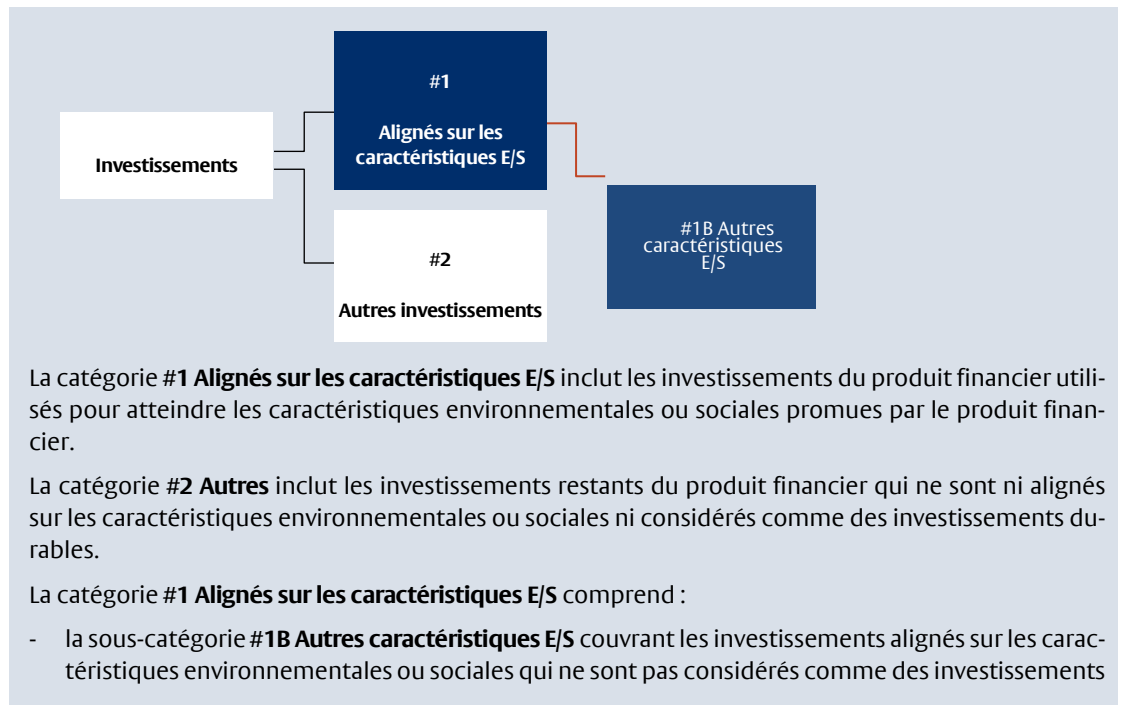 #1
Alignés sur les
caractéristiques E/S
Investissements
#2
Autres investissements
#1B Autres
caractéristiques
E/S
La catégorie #1 Alignés sur les caractéristiques E/S inclut les investissements du produit financier utili-
sés pour atteindre les caractéristiques environnementales ou sociales promues par le produit finan-
cier.
La catégorie #2 Autres inclut les investissements restants du produit financier qui ne sont ni alignés
sur les caractéristiques environnementales ou sociales ni considérés comme des investissements du-
rables.
La catégorie #1 Alignés sur les caractéristiques E/S comprend :
- la sous-catégorie #1B Autres caractéristiques E/S couvrant les investissements alignés sur les carac-
téristiques environnementales ou sociales qui ne sont pas considérés comme des investissements